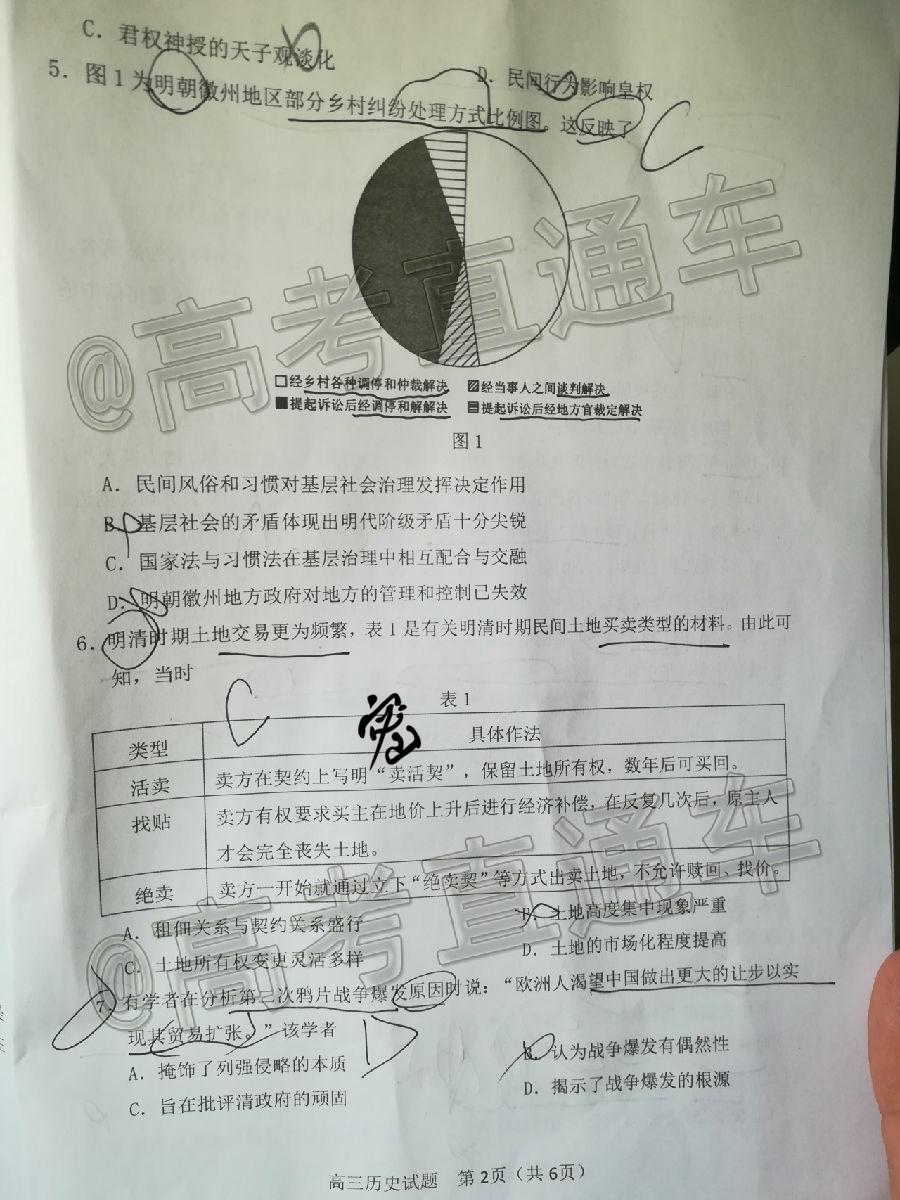 C. 君权神授的天子观淡化
D. 民间行为影响皇权
5. 图1为明朝徽州地区部分乡村纠纷处理方式比例图。这反映了
C
□经乡村各种调停和仲裁解决 ▨经当事人之间谈判解决
■提起诉讼后经调停和解解决 ▤提起诉讼后经地方官裁定解决
图1
A. 民间风俗和习惯对基层社会治理发挥决定作用
B. 基层社会的矛盾体现出明代阶级矛盾十分尖锐
C. 国家法与习惯法在基层治理中相互配合与交融
D. 明朝徽州地方政府对地方的管理和控制已失效
6. 明清时期土地交易更为频繁，表1是有关明清时期民间土地买卖类型的材料。由此可
知，当时
C
表1
类型 具体作法
活卖 卖方在契约上写明“卖活契”，保留土地所有权，数年后可买回。
找贴 卖方有权要求买主在地价上升后进行经济补偿，在反复几次后，原主人
才会完全丧失土地。
绝卖 卖方一开始就通过立下“绝卖契”等方式出卖土地，不允许赎回、找价。
A. 租佃关系与契约关系盛行 B. 土地高度集中现象严重
C. 土地所有权变更灵活多样 D. 土地的市场化程度提高
7. 有学者在分析第二次鸦片战争爆发原因时说：“欧洲人渴望中国做出更大的让步以实
现其贸易扩张。”该学者
D
A. 掩饰了列强侵略的本质 B. 认为战争爆发有偶然性
C. 旨在批评清政府的顽固 D. 揭示了战争爆发的根源
高三历史试题 第2页（共6页）
@高考直通车
@高考直通车